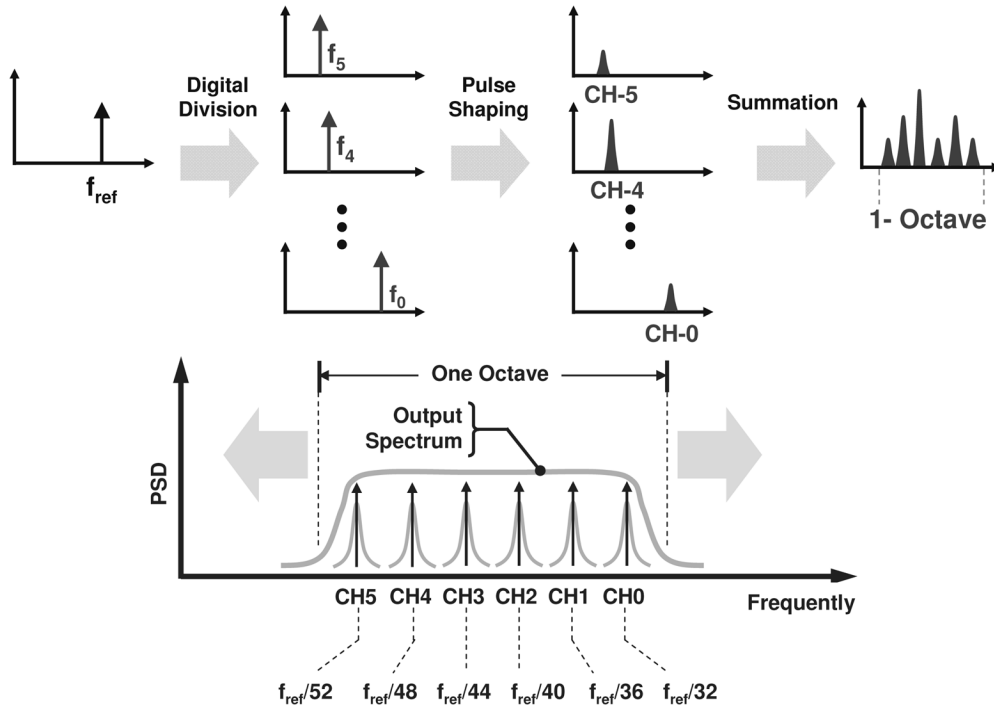 f5
CH-5
Digital
Division
Pulse
Shaping
Summation
fref
f4
CH-4
1- Octave
f0
CH-0
One Octave
Output
Spectrum
PSD
CH5 CH4 CH3 CH2 CH1 CH0
Frequently
fref/52 fref/48 fref/44 fref/40 fref/36 fref/32